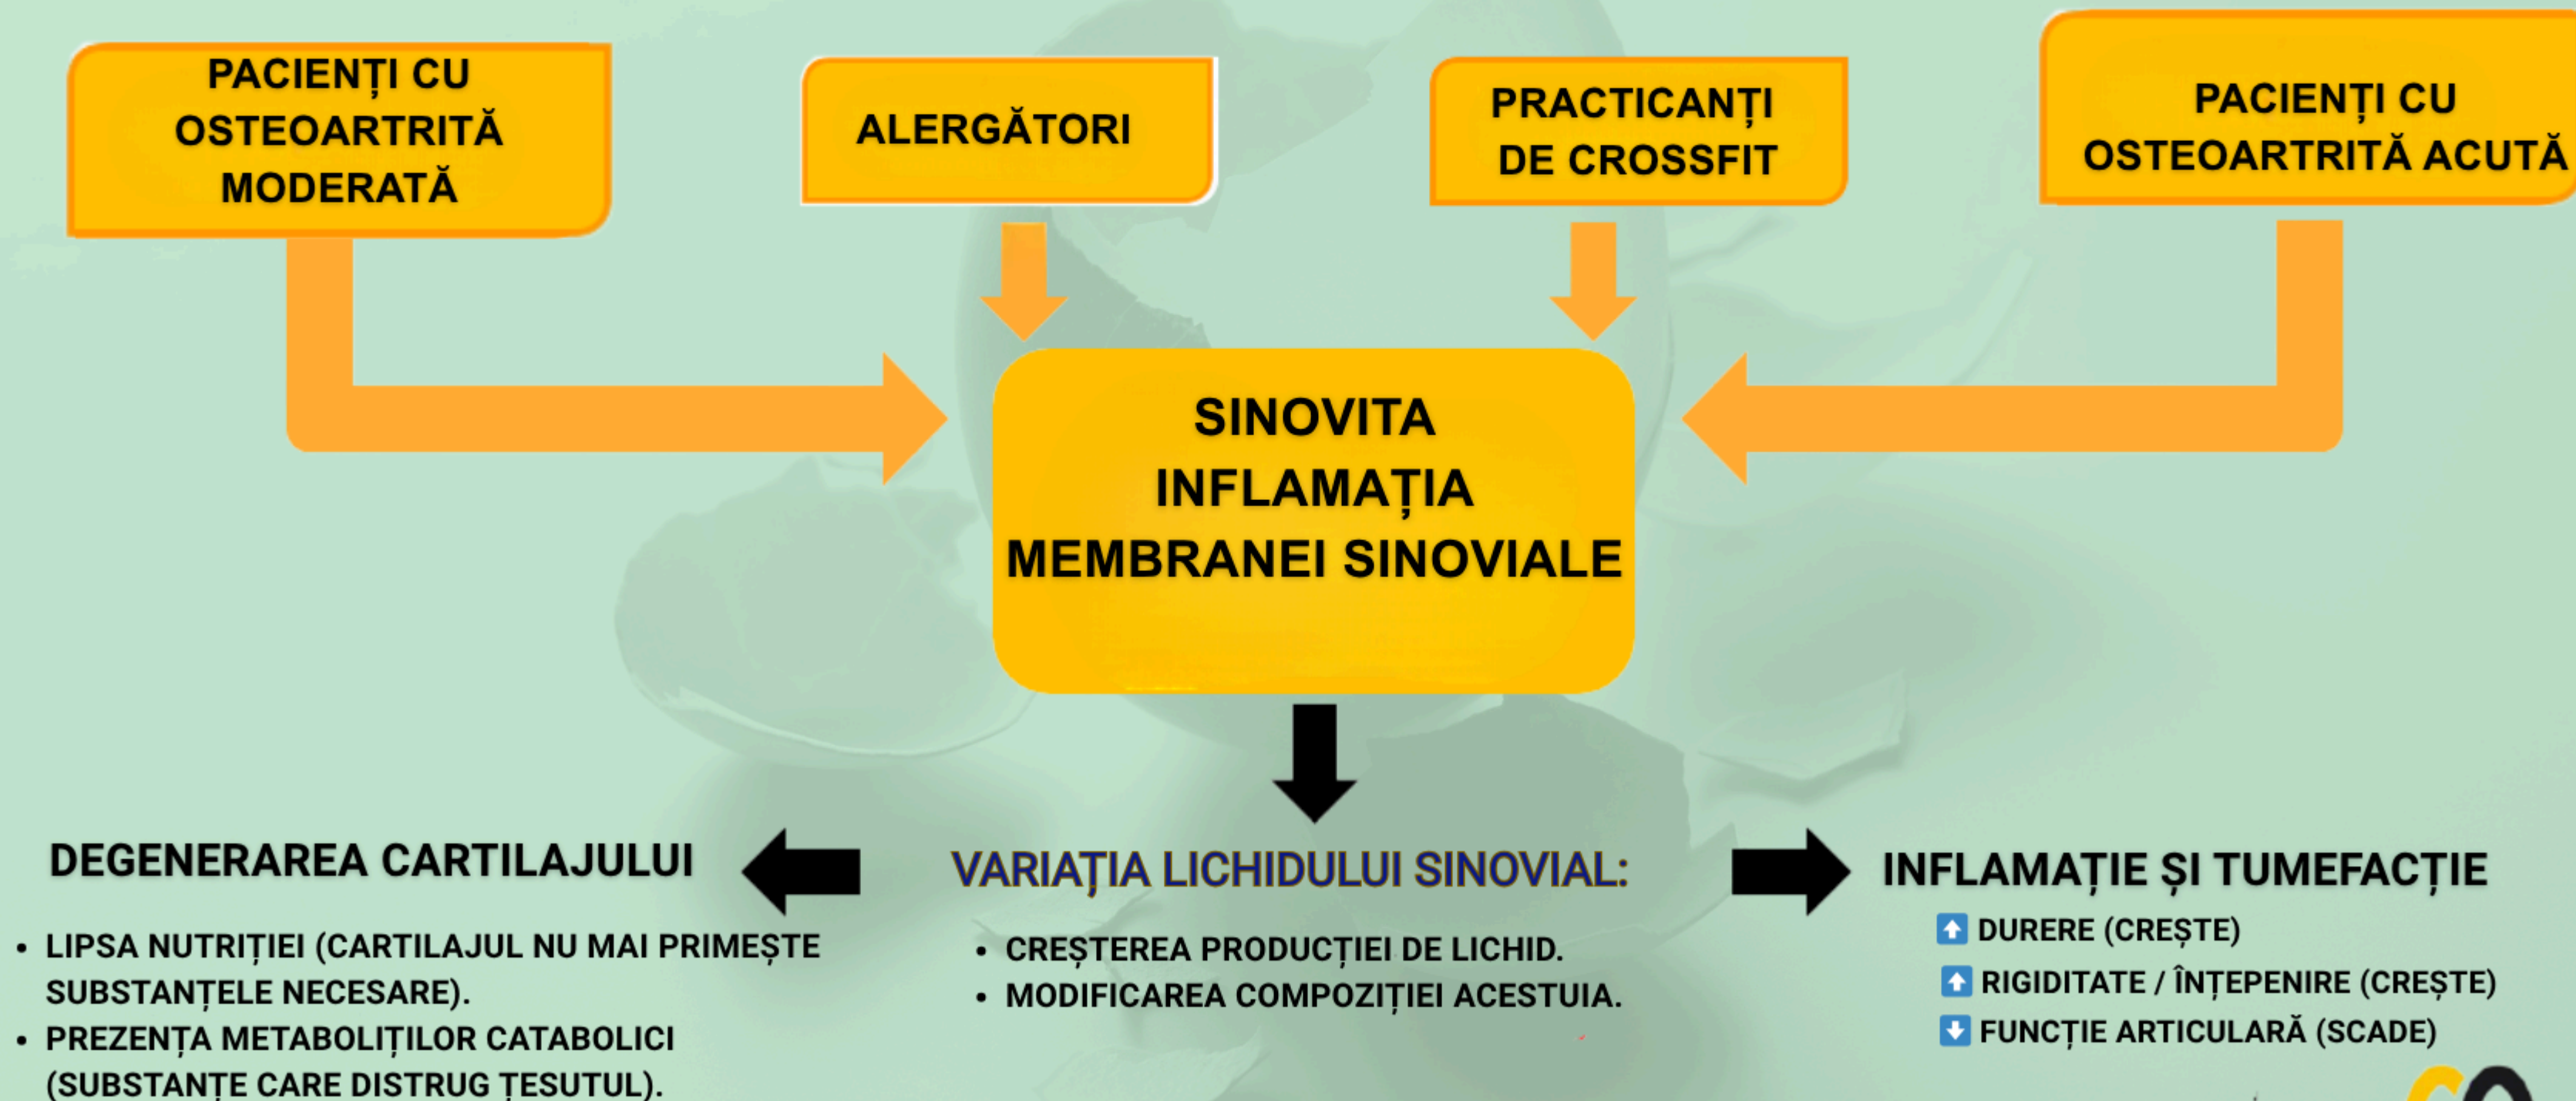 PACIENȚI CU
OSTEOARTRITĂ
MODERATĂ
ALERGĂTORI
PRACTICANȚI
DE CROSSFIT
PACIENȚI CU
OSTEOARTRITĂ ACUTĂ
SINOVITA
INFLAMAȚIA
MEMBRANEI SINOVIALE
DEGENERAREA CARTILAJULUI
• LIPSA NUTRIȚIEI (CARTILAJUL NU MAI PRIMEȘTE
SUBSTANȚELE NECESARE).
• PREZENȚA METABOLIȚILOR CATABOLICI
(SUBSTANȚE CARE DISTRUG ȚESUTUL).
VARIAȚIA LICHIDULUI SINOVIAL:
• CREȘTEREA PRODUCȚIEI DE LICHID.
• MODIFICAREA COMPOZIȚIEI ACESTUIA.
INFLAMAȚIE ȘI TUMEFACȚIE
⬆ DURERE (CREȘTE)
⬆ RIGIDITATE / ÎNȚEPENIRE (CREȘTE)
⬇ FUNCȚIE ARTICULARĂ (SCADE)